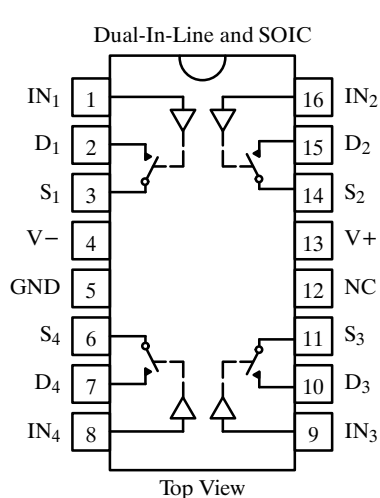 Dual-In-Line and SOIC
IN1 1 16 IN2
D1 2 15 D2
S1 3 14 S2
V− 4 13 V+
GND 5 12 NC
S4 6 11 S3
D4 7 10 D3
IN4 8 9 IN3
Top View